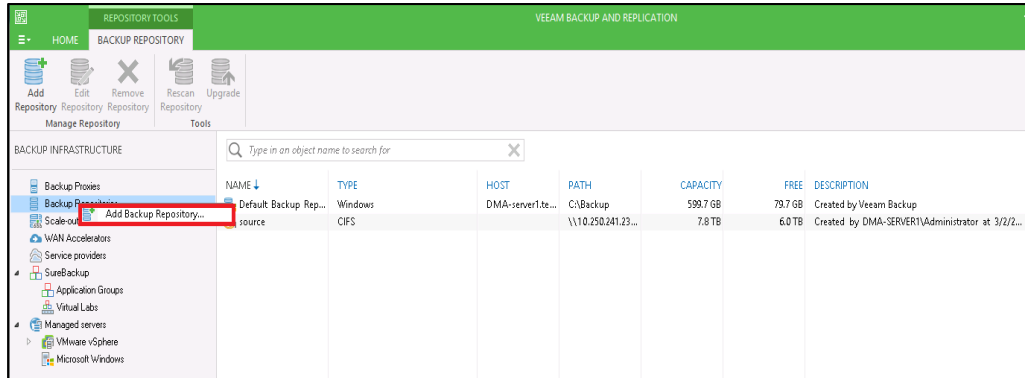 REPOSITORY TOOLS
VEEAM BACKUP AND REPLICATION
HOME BACKUP REPOSITORY
Add Repository
Edit Repository
Remove Repository
Rescan Repository
Upgrade
Manage Repository
Tools
BACKUP INFRASTRUCTURE
Type in an object name to search for
Backup Proxies
Backup Repositories
Add Backup Repository...
Scale-out
WAN Accelerators
Service providers
SureBackup
Application Groups
Virtual Labs
Managed servers
VMware vSphere
Microsoft Windows
NAME TYPE HOST PATH CAPACITY FREE DESCRIPTION
Default Backup Rep... Windows DMA-server1.te... C:\Backup 599.7 GB 79.7 GB Created by Veeam Backup
source CIFS \\10.250.241.23... 7.8 TB 6.0 TB Created by DMA-SERVER1\Administrator at 3/2/2...